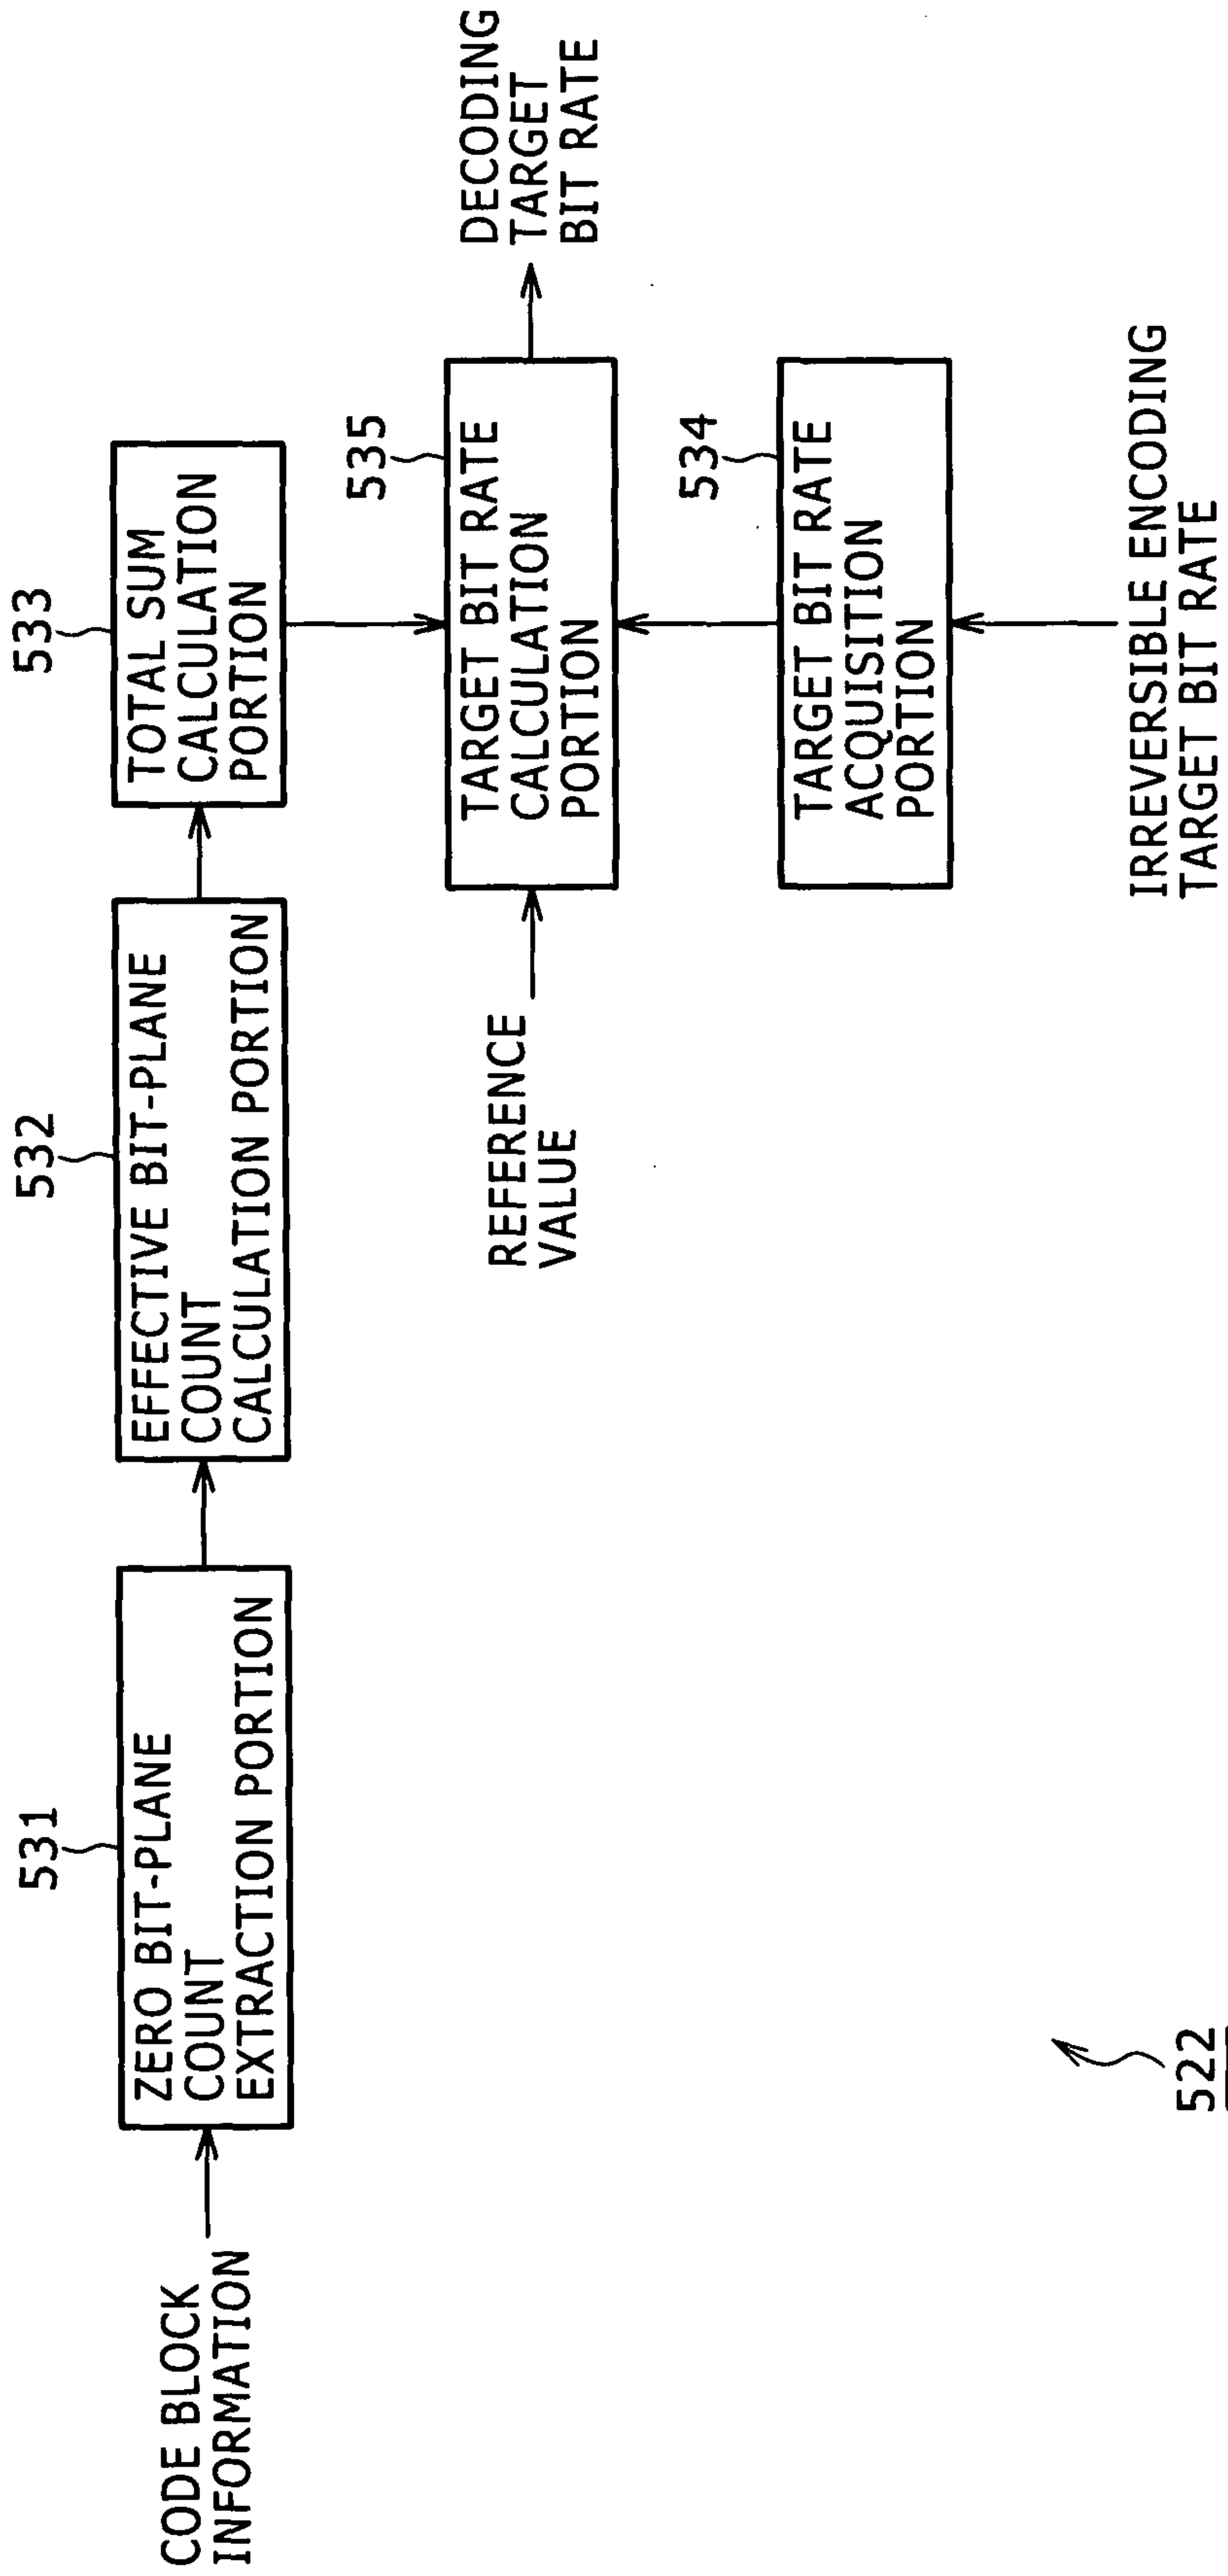 531
532
533
CODE BLOCK
INFORMATION
ZERO BIT-PLANE
COUNT
EXTRACTION PORTION
EFFECTIVE BIT-PLANE
COUNT
CALCULATION PORTION
TOTAL SUM
CALCULATION
PORTION
535
REFERENCE
VALUE
TARGET BIT RATE
CALCULATION
PORTION
DECODING
TARGET
BIT RATE
534
TARGET BIT RATE
ACQUISITION
PORTION
IRREVERSIBLE ENCODING
TARGET BIT RATE
522